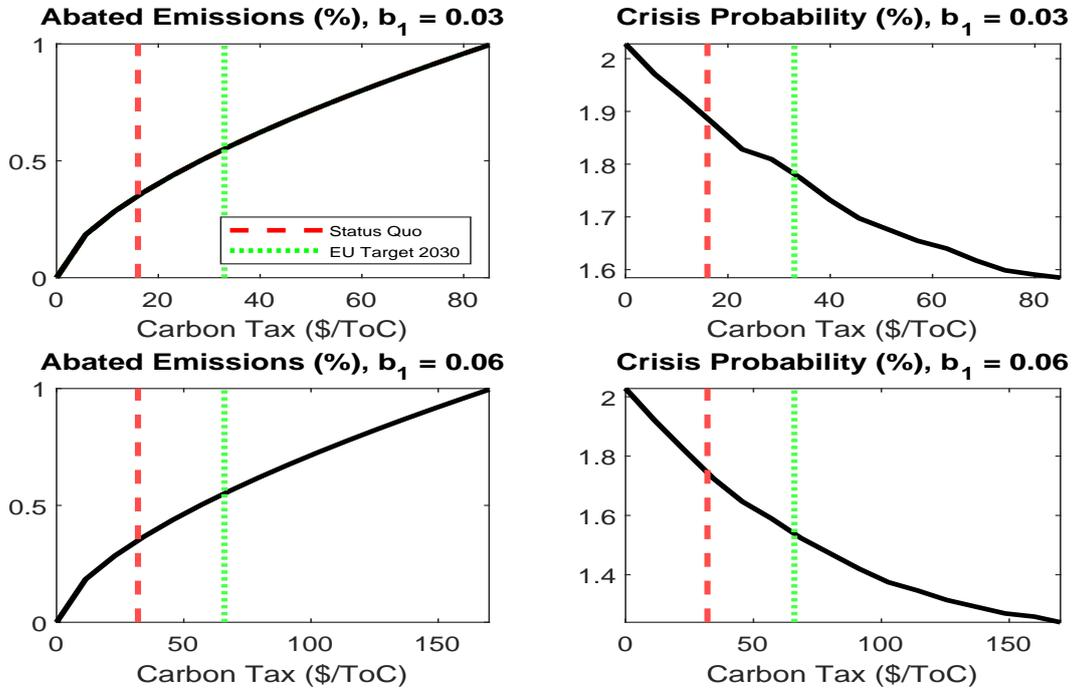 Abated Emissions (%), b1 = 0.03
1
0.5
0
0 20 40 60 80
Carbon Tax ($/ToC)
Status Quo
EU Target 2030
Crisis Probability (%), b1 = 0.03
2
1.9
1.8
1.7
1.6
0 20 40 60 80
Carbon Tax ($/ToC)
Abated Emissions (%), b1 = 0.06
1
0.5
0
0 50 100 150
Carbon Tax ($/ToC)
Crisis Probability (%), b1 = 0.06
2
1.8
1.6
1.4
0 50 100 150
Carbon Tax ($/ToC)